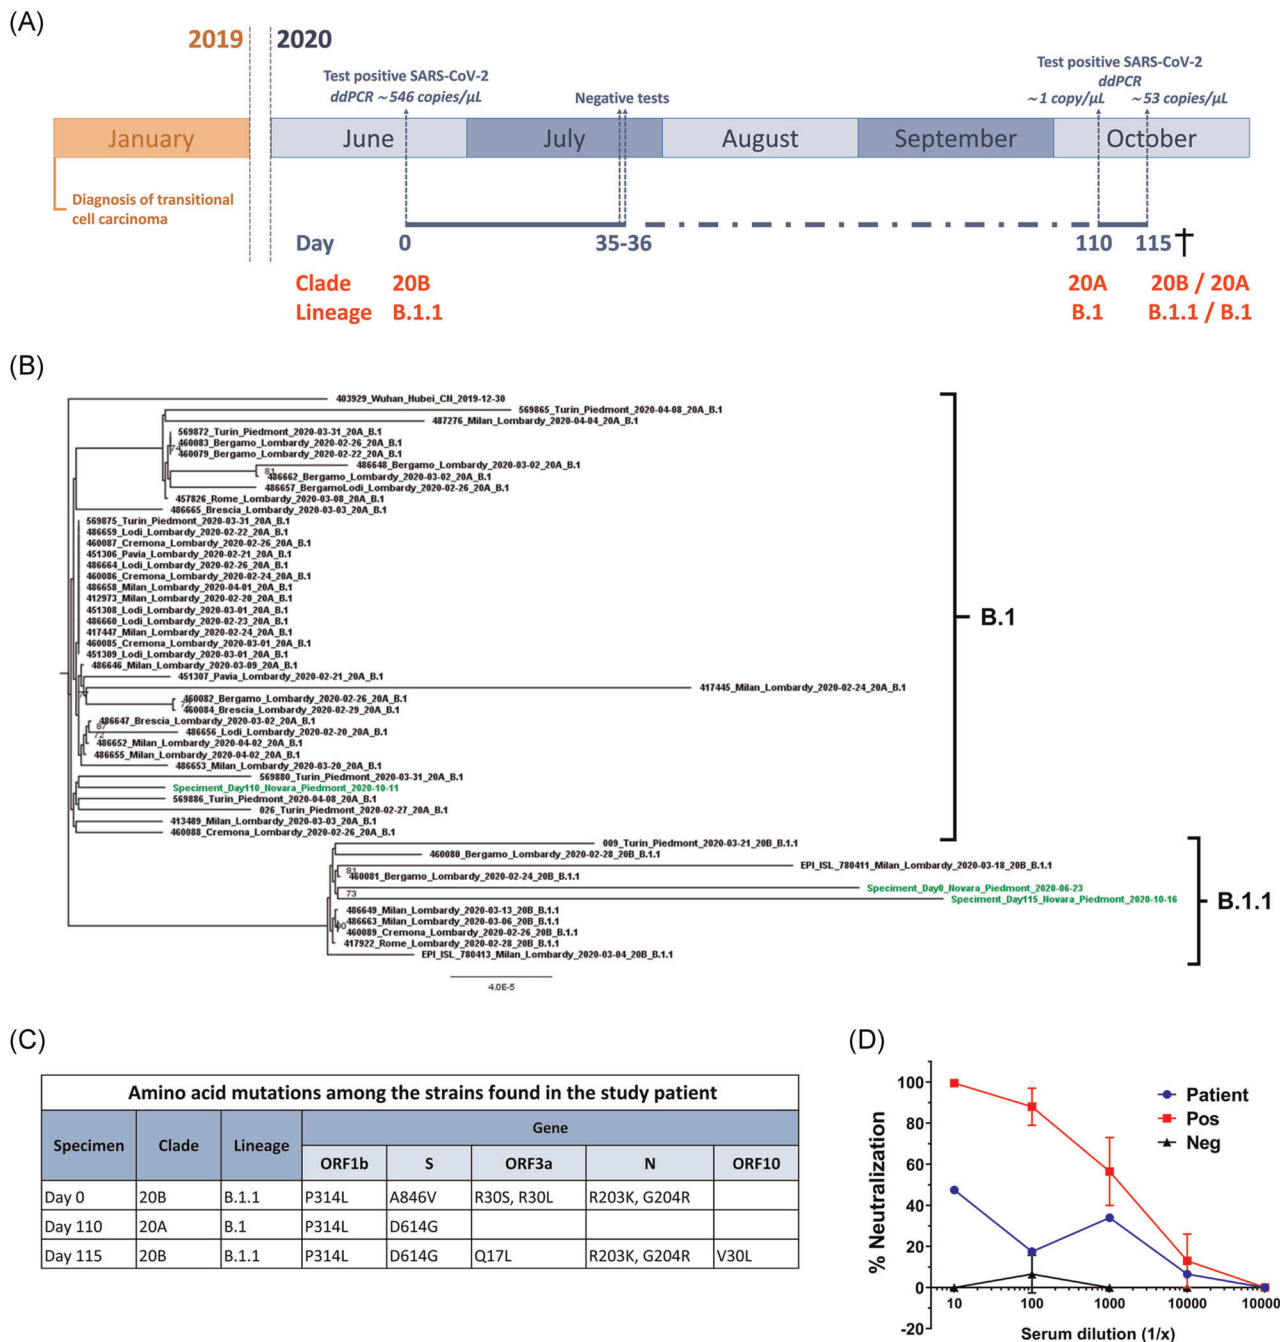 (A)
2019
2020
Test positive SARS-CoV-2
ddPCR ~546 copies/µL
Negative tests
Test positive SARS-CoV-2
ddPCR
~1 copy/µL
~53 copies/µL
January
June
July
August
September
October
Diagnosis of transitional
cell carcinoma
Day 0 35-36 110 115 †
Clade 20B 20A 20B / 20A
Lineage B.1.1 B.1 B.1.1 / B.1
(B)
403929_Wuhan_Hubei_CN_2019-12-30
569865_Turin_Piedmont_2020-04-08_20A_B.1
487276_Milan_Lombardy_2020-04-04_20A_B.1
569872_Turin_Piedmont_2020-03-31_20A_B.1
460083_Bergamo_Lombardy_2020-02-26_20A_B.1
74
460079_Bergamo_Lombardy_2020-02-22_20A_B.1
486648_Bergamo_Lombardy_2020-03-02_20A_B.1
81
486662_Bergamo_Lombardy_2020-03-02_20A_B.1
486657_BergamoLodi_Lombardy_2020-02-26_20A_B.1
457826_Rome_Lombardy_2020-03-08_20A_B.1
486665_Brescia_Lombardy_2020-03-03_20A_B.1
569875_Turin_Piedmont_2020-03-31_20A_B.1
486659_Lodi_Lombardy_2020-02-22_20A_B.1
460087_Cremona_Lombardy_2020-02-26_20A_B.1
451306_Pavia_Lombardy_2020-02-21_20A_B.1
486664_Lodi_Lombardy_2020-02-26_20A_B.1
460086_Cremona_Lombardy_2020-02-24_20A_B.1
486658_Milan_Lombardy_2020-04-01_20A_B.1
412973_Milan_Lombardy_2020-02-20_20A_B.1
451308_Lodi_Lombardy_2020-03-01_20A_B.1
486660_Lodi_Lombardy_2020-02-23_20A_B.1
417447_Milan_Lombardy_2020-02-24_20A_B.1
460085_Cremona_Lombardy_2020-03-01_20A_B.1
451309_Lodi_Lombardy_2020-03-01_20A_B.1
486646_Milan_Lombardy_2020-03-09_20A_B.1
451307_Pavia_Lombardy_2020-02-21_20A_B.1
417445_Milan_Lombardy_2020-02-24_20A_B.1
460082_Bergamo_Lombardy_2020-02-26_20A_B.1
460084_Brescia_Lombardy_2020-02-29_20A_B.1
486647_Brescia_Lombardy_2020-03-02_20A_B.1
87
486656_Lodi_Lombardy_2020-02-20_20A_B.1
72
486652_Milan_Lombardy_2020-04-02_20A_B.1
486655_Milan_Lombardy_2020-04-02_20A_B.1
486653_Milan_Lombardy_2020-03-20_20A_B.1
569880_Turin_Piedmont_2020-03-31_20A_B.1
Speciment_Day110_Novara_Piedmont_2020-10-11
569886_Turin_Piedmont_2020-04-08_20A_B.1
026_Turin_Piedmont_2020-02-27_20A_B.1
413489_Milan_Lombardy_2020-03-03_20A_B.1
460088_Cremona_Lombardy_2020-02-26_20A_B.1
B.1
009_Turin_Piedmont_2020-03-21_20B_B.1.1
460080_Bergamo_Lombardy_2020-02-28_20B_B.1.1
EPI_ISL_780411_Milan_Lombardy_2020-03-18_20B_B.1.1
81
460081_Bergamo_Lombardy_2020-02-24_20B_B.1.1
Speciment_Day0_Novara_Piedmont_2020-06-23
73
Speciment_Day115_Novara_Piedmont_2020-10-16
486649_Milan_Lombardy_2020-03-13_20B_B.1.1
486663_Milan_Lombardy_2020-03-06_20B_B.1.1
460089_Cremona_Lombardy_2020-02-26_20B_B.1.1
417922_Rome_Lombardy_2020-02-28_20B_B.1.1
EPI_ISL_780413_Milan_Lombardy_2020-03-04_20B_B.1.1
B.1.1
4.0E-5
(C)
Amino acid mutations among the strains found in the study patient
Specimen Clade Lineage Gene
ORF1b S ORF3a N ORF10
Day 0 20B B.1.1 P314L A846V R30S, R30L R203K, G204R
Day 110 20A B.1 P314L D614G
Day 115 20B B.1.1 P314L D614G Q17L R203K, G204R V30L
(D)
% Neutralization
100
80
60
40
20
0
-20
Patient
Pos
Neg
10 100 1000 10000 10000
Serum dilution (1/x)